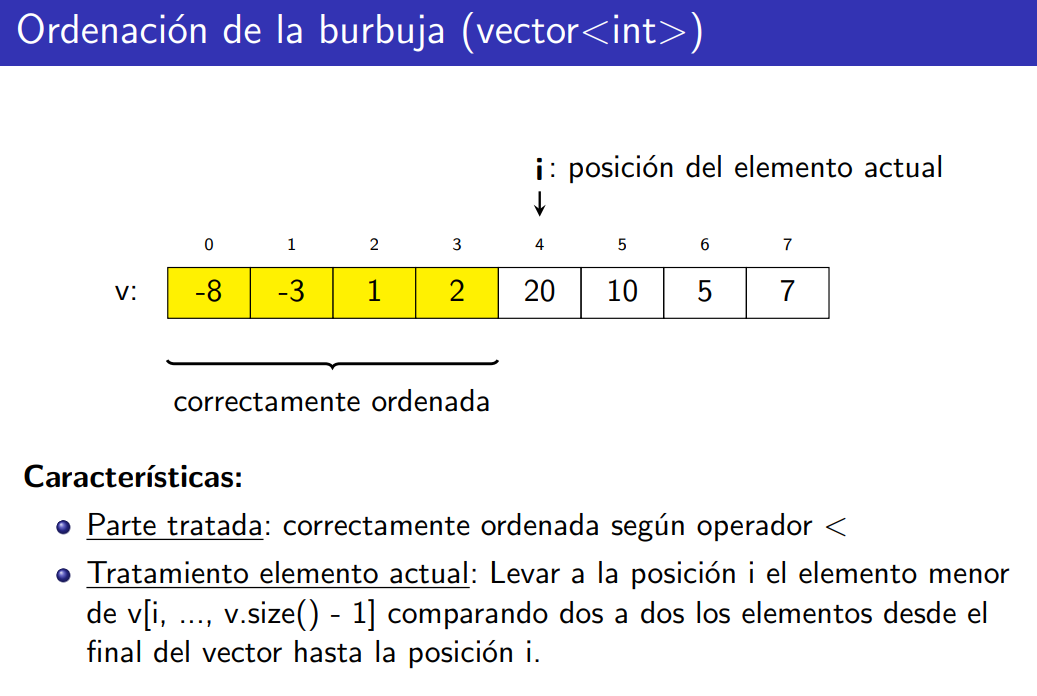 Ordenación de la burbuja (vector<int>)
i: posición del elemento actual
0 1 2 3 4 5 6 7
v: -8 -3 1 2 20 10 5 7
correctamente ordenada
Características:
Parte tratada: correctamente ordenada según operador <
Tratamiento elemento actual: Levar a la posición i el elemento menor
de v[i, ..., v.size() - 1] comparando dos a dos los elementos desde el
final del vector hasta la posición i.